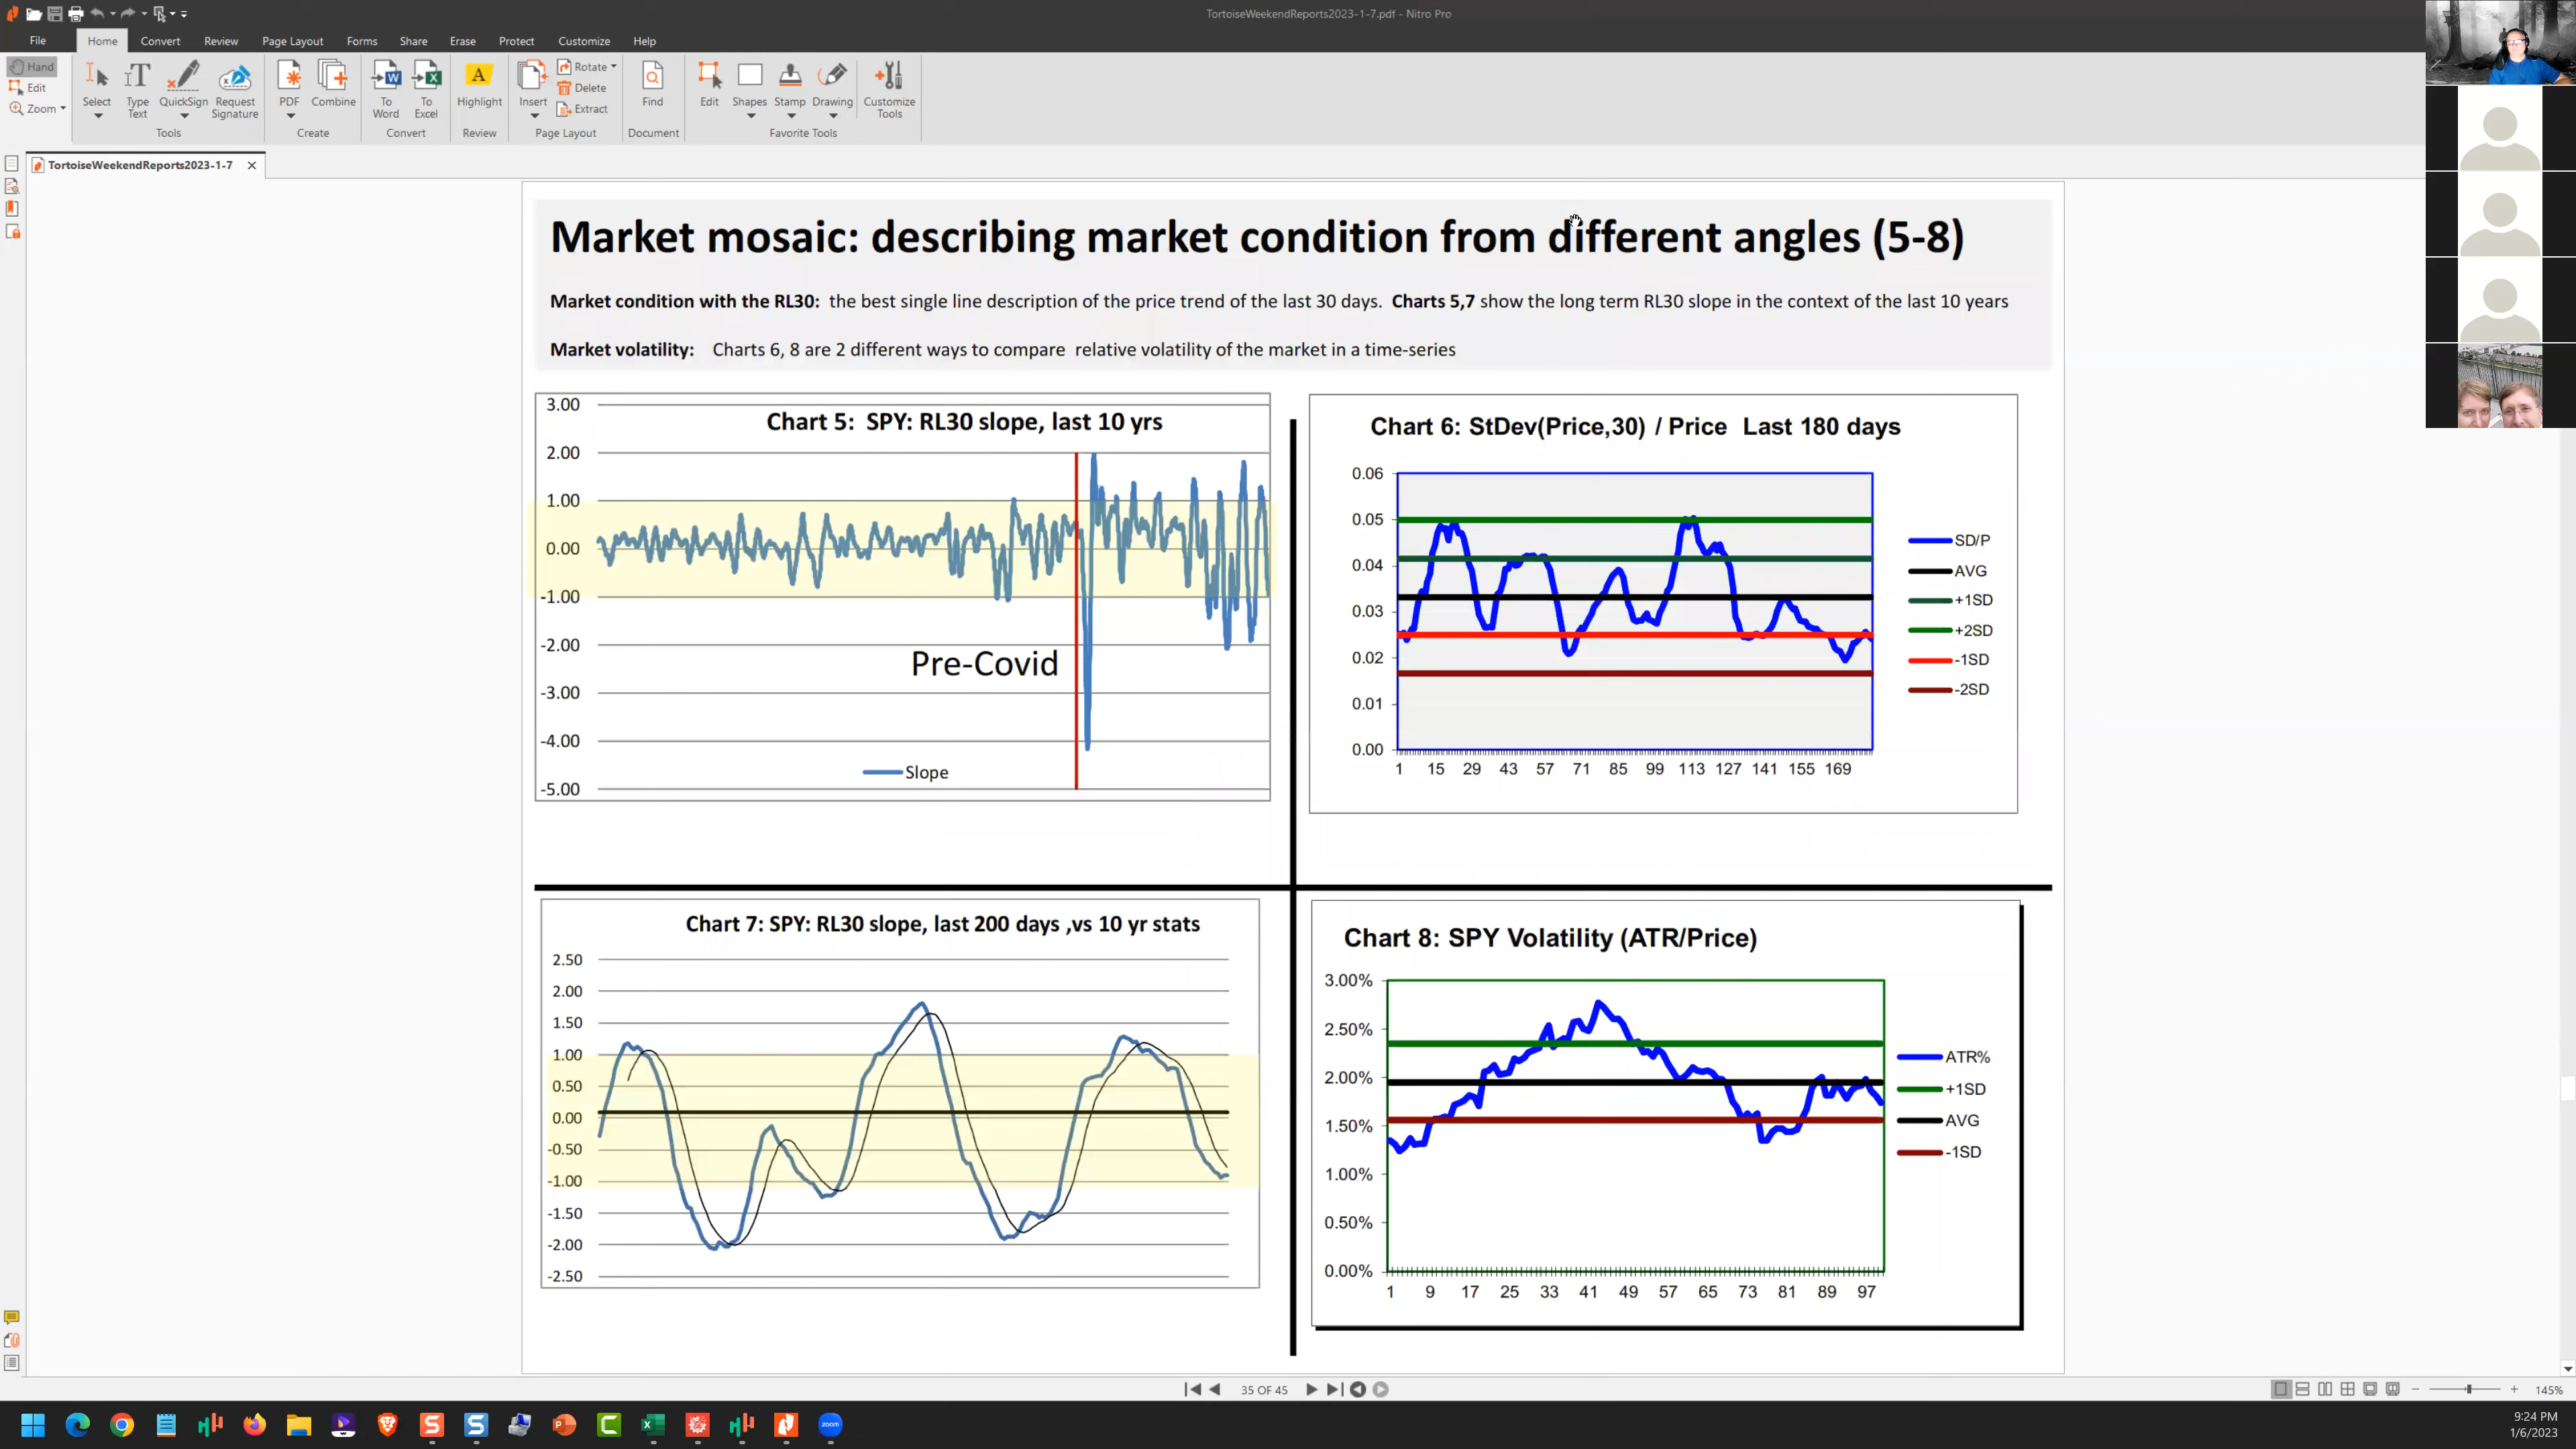 TortoiseWeekendReports2023-1-7.pdf - Nitro Pro
File Home Convert Review Page Layout Forms Share Erase Protect Customize Help
Hand
Edit
Zoom
Select
Type Text
QuickSign
Request Signature
Tools
PDF
Combine
Create
To Word
To Excel
Convert
Highlight
Review
Insert
Rotate
Delete
Extract
Page Layout
Find
Document
Edit
Shapes
Stamp
Drawing
Customize Tools
Favorite Tools
TortoiseWeekendReports2023-1-7
Market mosaic: describing market condition from different angles (5-8)
Market condition with the RL30: the best single line description of the price trend of the last 30 days. Charts 5,7 show the long term RL30 slope in the context of the last 10 years
Market volatility: Charts 6, 8 are 2 different ways to compare relative volatility of the market in a time-series
Chart 5: SPY: RL30 slope, last 10 yrs
3.00
2.00
1.00
0.00
-1.00
-2.00
-3.00
-4.00
-5.00
Pre-Covid
Slope
Chart 6: StDev(Price,30) / Price Last 180 days
0.06
0.05
0.04
0.03
0.02
0.01
0.00
1 15 29 43 57 71 85 99 113 127 141 155 169
SD/P
AVG
+1SD
+2SD
-1SD
-2SD
Chart 7: SPY: RL30 slope, last 200 days ,vs 10 yr stats
2.50
2.00
1.50
1.00
0.50
0.00
-0.50
-1.00
-1.50
-2.00
-2.50
Chart 8: SPY Volatility (ATR/Price)
3.00%
2.50%
2.00%
1.50%
1.00%
0.50%
0.00%
1 9 17 25 33 41 49 57 65 73 81 89 97
ATR%
+1SD
AVG
-1SD
35 OF 45
145%
zoom
9:24 PM
1/6/2023